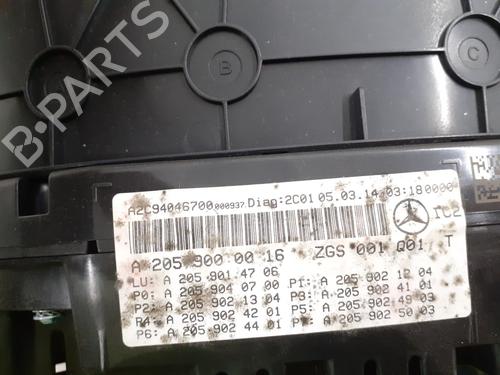 B-PARTS
B
C
A2C94046700000937 Diag:2C01 05.03.14 03:18 0000
A 205 900 00 16 ZGS 001 Q01 T
IC2
LU: A 205 901 47 06
P0: A 205 904 07 00 P1: A 205 902 12 04
P2: A 205 902 13 04 P3: A 205 902 41 01
P4: A 205 902 42 01 P5: A 205 902 49 03
P6: A 205 902 44 01 P7: A 205 902 50 03